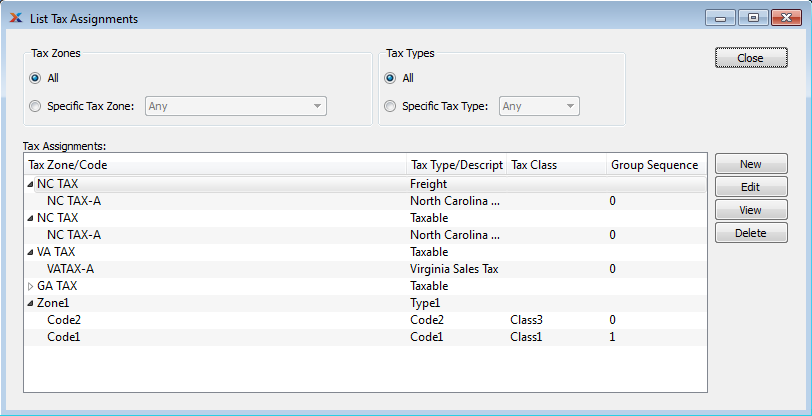 List Tax Assignments
Tax Zones
All
Specific Tax Zone: Any
Tax Types
All
Specific Tax Type: Any
Close
Tax Assignments:
Tax Zone/Code Tax Type/Descript Tax Class Group Sequence
NC TAX Freight
NC TAX-A North Carolina ... 0
NC TAX Taxable
NC TAX-A North Carolina ... 0
VA TAX Taxable
VATAX-A Virginia Sales Tax 0
GA TAX Taxable
Zone1 Type1
Code2 Code2 Class3 0
Code1 Code1 Class1 1
New
Edit
View
Delete